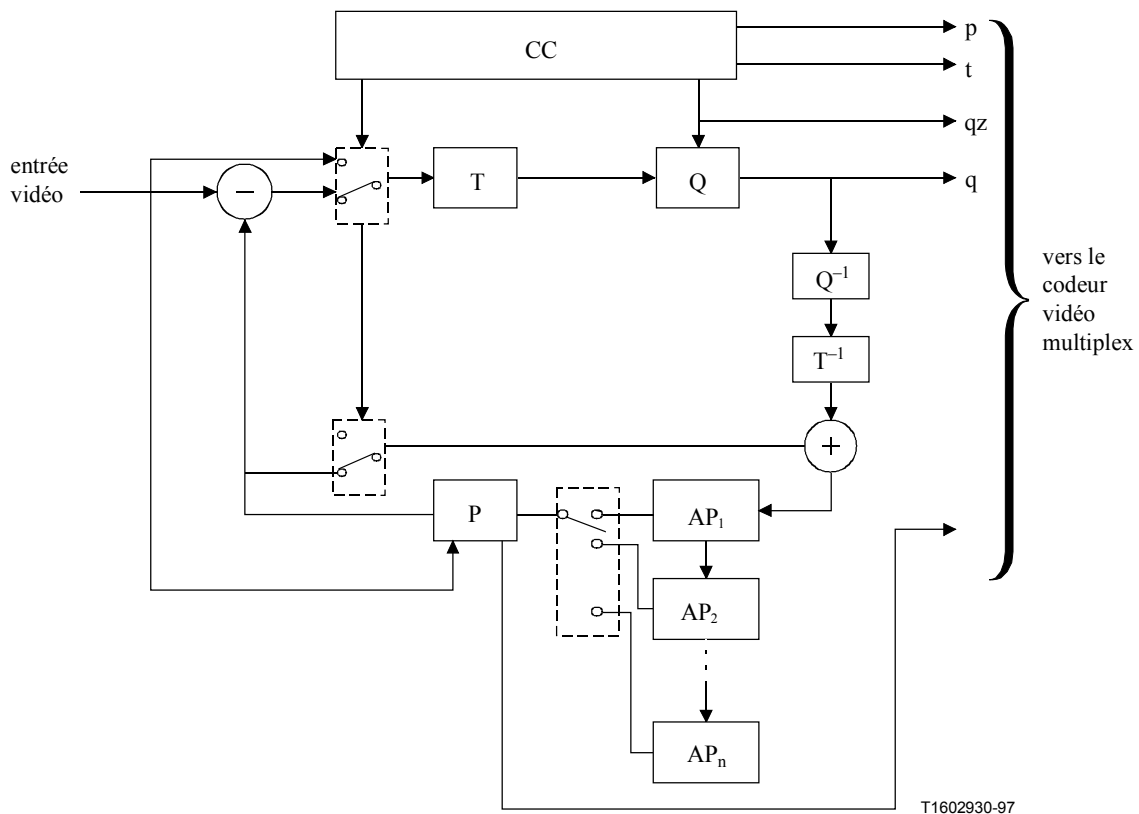 CC
p
t
qz
q
entrée
vidéo
−
T
Q
Q⁻¹
T⁻¹
+
vers le
codeur
vidéo
multiplex
P
AP₁
AP₂
APₙ
T1602930-97